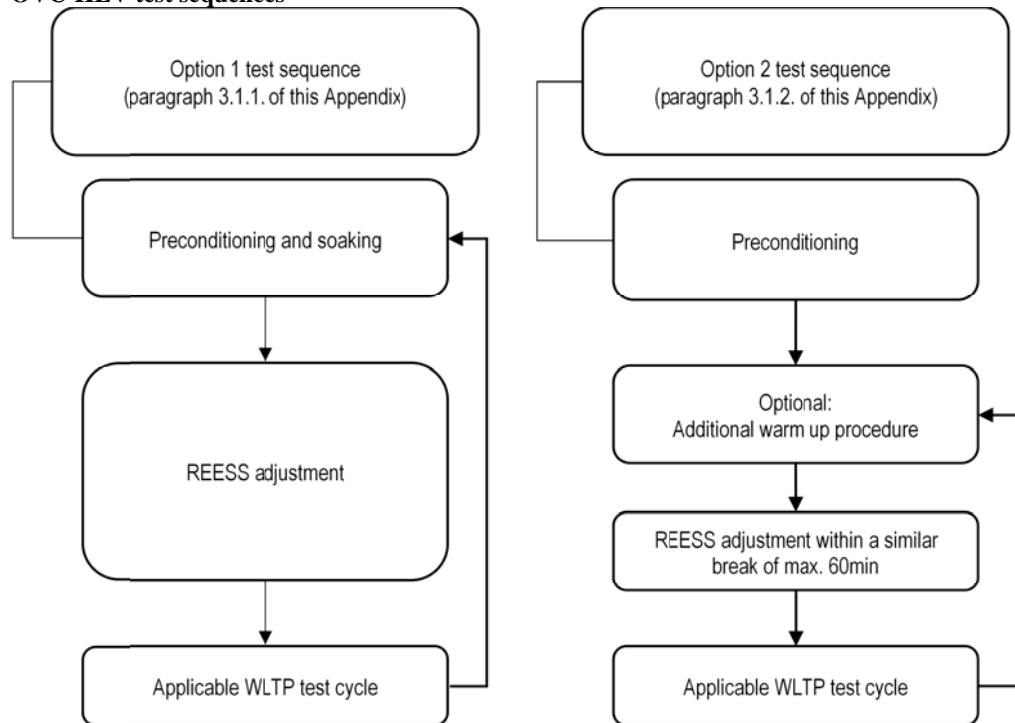 OVC-HEV test sequences
Option 1 test sequence
(paragraph 3.1.1. of this Appendix)
Preconditioning and soaking
REESS adjustment
Applicable WLTP test cycle
Option 2 test sequence
(paragraph 3.1.2. of this Appendix)
Preconditioning
Optional:
Additional warm up procedure
REESS adjustment within a similar
break of max. 60min
Applicable WLTP test cycle